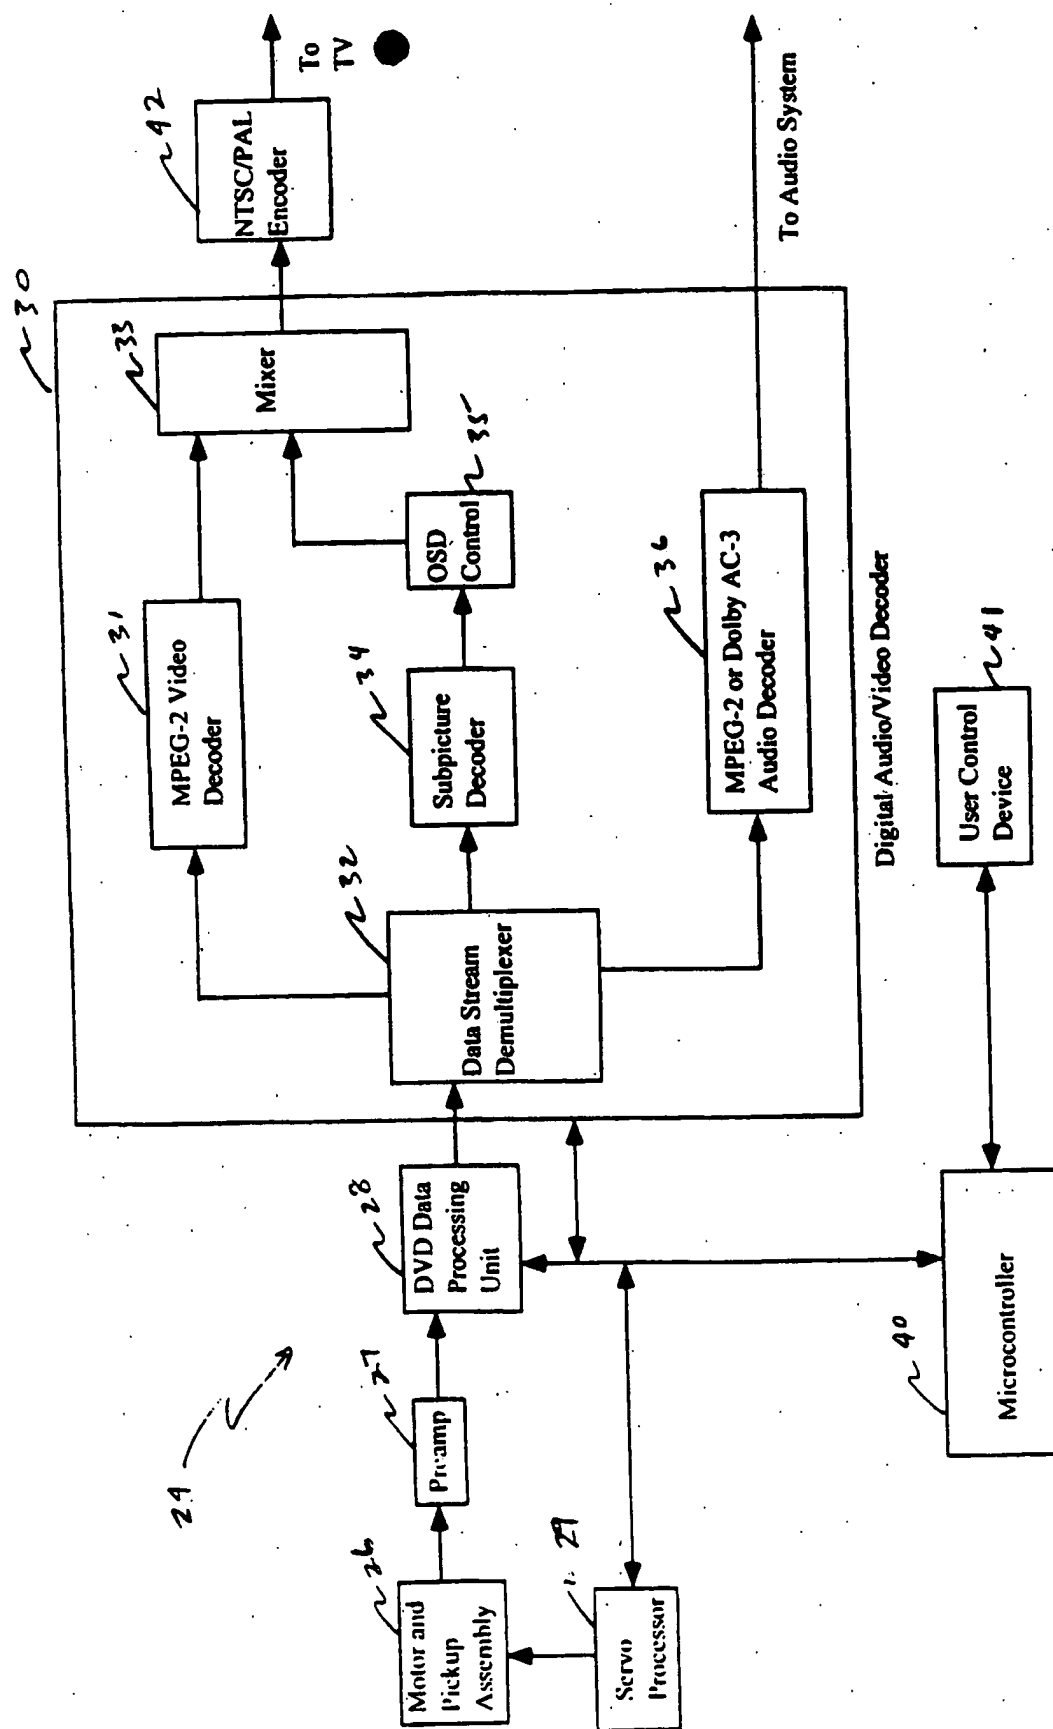 24
26
Motor and
Pickup
Assembly
27
Preamp
28
DVD Data
Processing
Unit
29
Servo
Processor
30
32
Data Stream
Demultiplexer
31
MPEG-2 Video
Decoder
34
Subpicture
Decoder
35
OSD
Control
33
Mixer
36
MPEG-2 or Dolby AC-3
Audio Decoder
Digital Audio/Video Decoder
42
NTSC/PAL
Encoder
To
TV
To Audio System
40
Microcontroller
41
User Control
Device